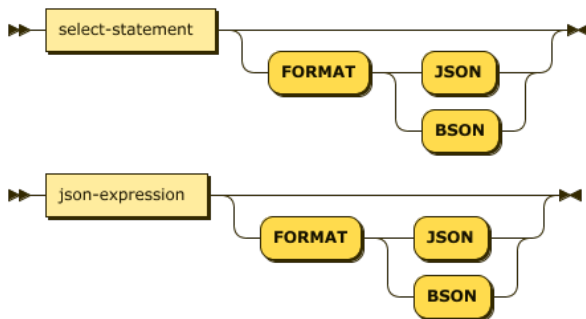 select-statement
FORMAT JSON
BSON
json-expression
FORMAT JSON
BSON